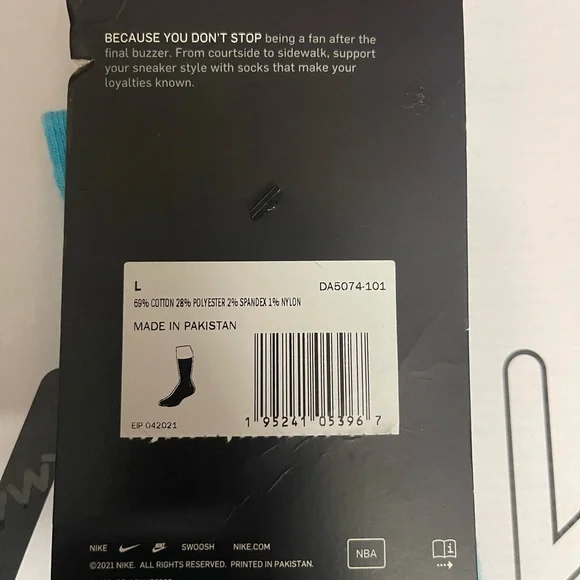 BECAUSE YOU DON'T STOP being a fan after the
final buzzer. From courtside to sidewalk, support
your sneaker style with socks that make your
loyalties known.
L DA5074-101
69% COTTON 28% POLYESTER 2% SPANDEX 1% NYLON
MADE IN PAKISTAN
EIP 042021
1 95241 05396 7
NIKE SWOOSH NIKE.COM
NBA
©2021 NIKE. ALL RIGHTS RESERVED. PRINTED IN PAKISTAN.